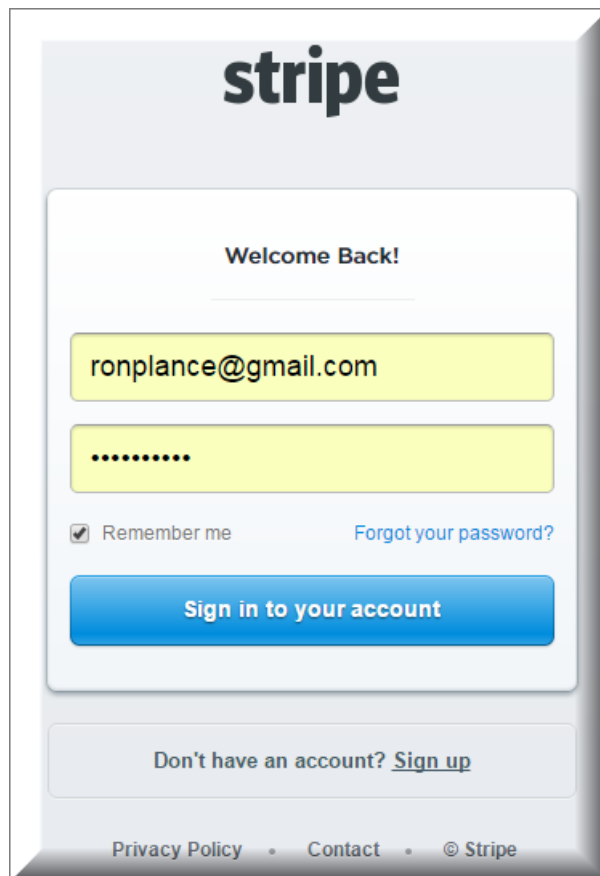 stripe
Welcome Back!
ronplance@gmail.com
••••••••••
Remember me Forgot your password?
Sign in to your account
Don't have an account? Sign up
Privacy Policy • Contact • © Stripe